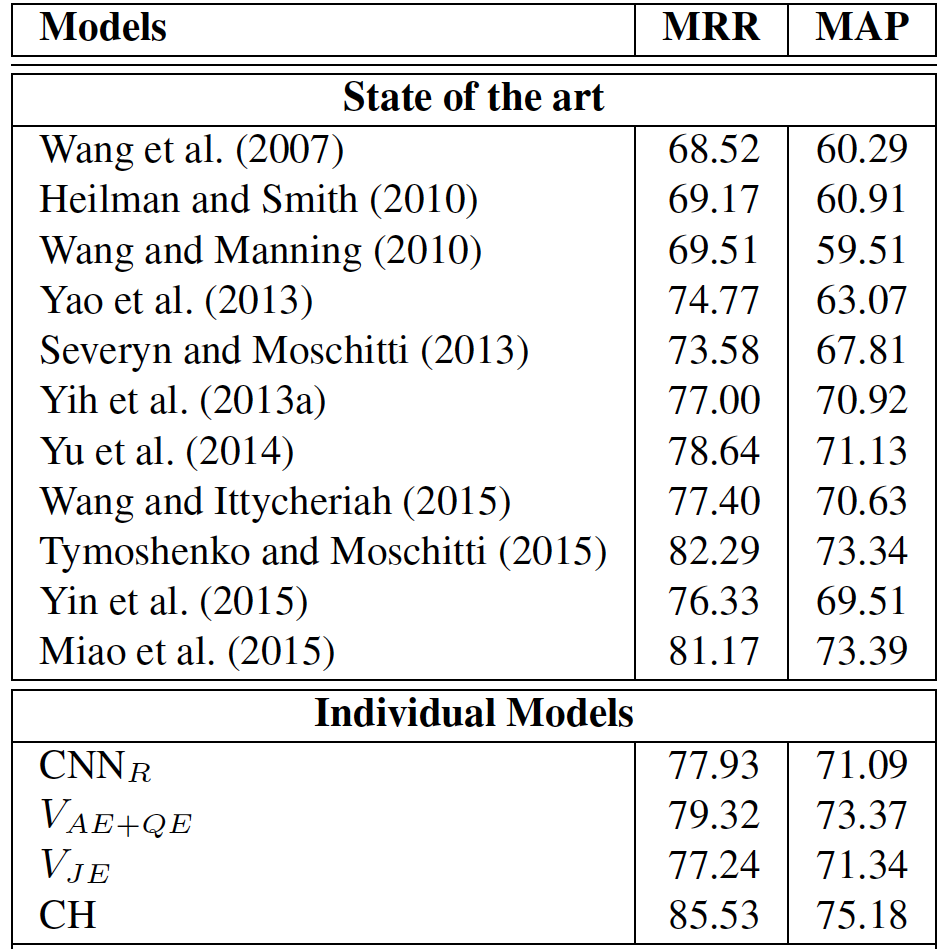 Models MRR MAP
State of the art
Wang et al. (2007) 68.52 60.29
Heilman and Smith (2010) 69.17 60.91
Wang and Manning (2010) 69.51 59.51
Yao et al. (2013) 74.77 63.07
Severyn and Moschitti (2013) 73.58 67.81
Yih et al. (2013a) 77.00 70.92
Yu et al. (2014) 78.64 71.13
Wang and Ittycheriah (2015) 77.40 70.63
Tymoshenko and Moschitti (2015) 82.29 73.34
Yin et al. (2015) 76.33 69.51
Miao et al. (2015) 81.17 73.39
Individual Models
CNN_R 77.93 71.09
V_{AE+QE} 79.32 73.37
V_{JE} 77.24 71.34
CH 85.53 75.18